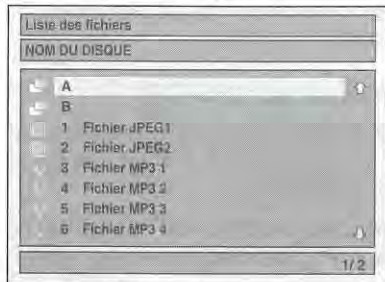 Liste des fichiers
NOM DU DISQUE
A
B
1 Fichier JPEG1
2 Fichier JPEG2
3 Fichier MP3 1
4 Fichier MP3 2
5 Fichier MP3 3
6 Fichier MP3 4
1/ 2